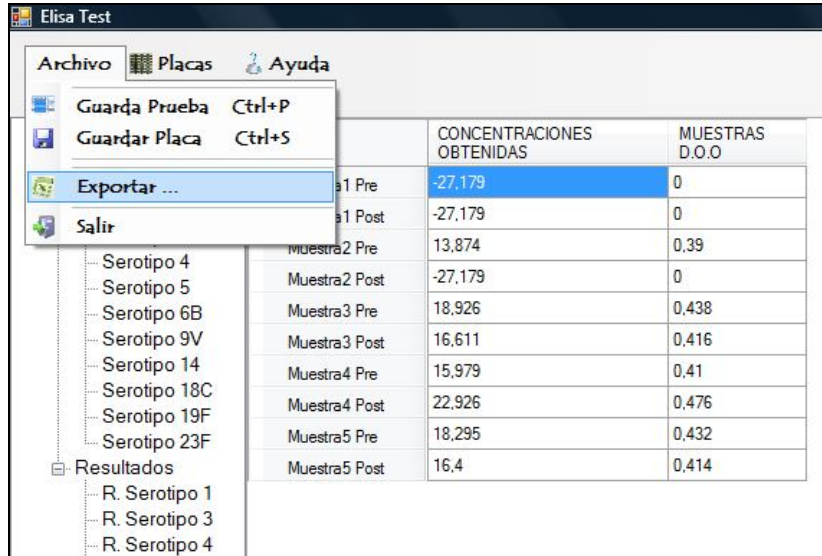 Elisa Test
Archivo Placas Ayuda
Guarda Prueba Ctrl+P
Guardar Placa Ctrl+S
Exportar ...
Salir
CONCENTRACIONES OBTENIDAS MUESTRAS D.O.O
a1 Pre -27,179 0
a1 Post -27,179 0
Muestra2 Pre 13,874 0,39
Muestra2 Post -27,179 0
Muestra3 Pre 18,926 0,438
Muestra3 Post 16,611 0,416
Muestra4 Pre 15,979 0,41
Muestra4 Post 22,926 0,476
Muestra5 Pre 18,295 0,432
Muestra5 Post 16,4 0,414
Serotipo 4
Serotipo 5
Serotipo 6B
Serotipo 9V
Serotipo 14
Serotipo 18C
Serotipo 19F
Serotipo 23F
Resultados
R. Serotipo 1
R. Serotipo 3
R. Serotipo 4